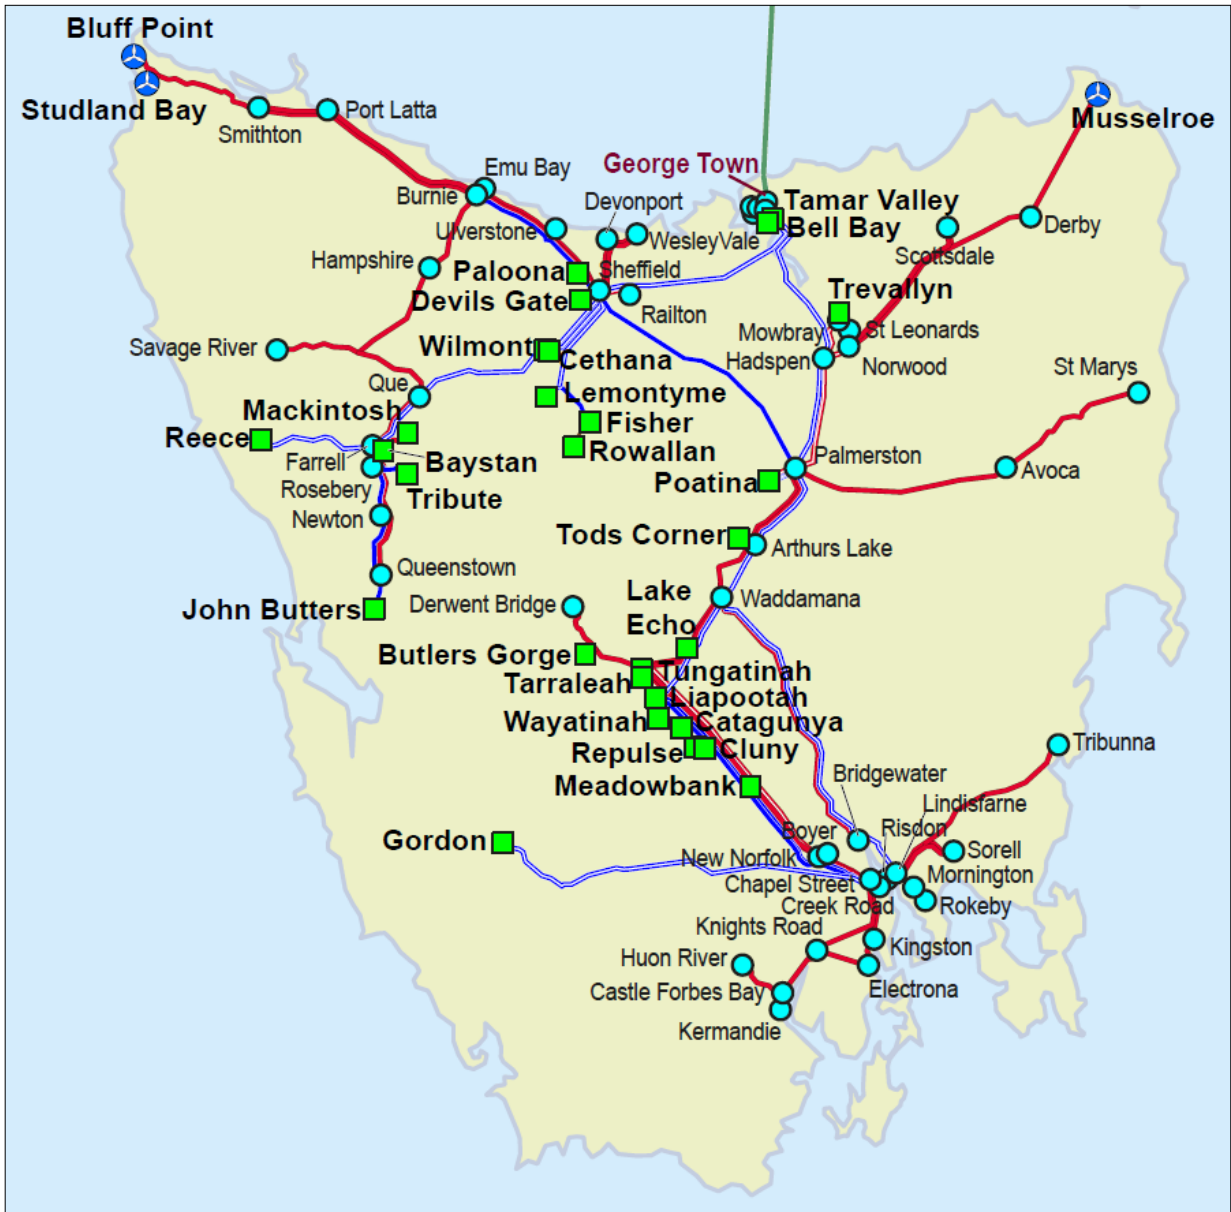 Bluff Point
Studland Bay
Smithton
Port Latta
Musselroe
George Town
Emu Bay
Burnie
Devonport
Tamar Valley
Bell Bay
Ulverstone
WesleyVale
Scottsdale
Derby
Hampshire
Paloona
Sheffield
Devils Gate
Railton
Trevallyn
Mowbray
St Leonards
Savage River
Wilmont
Cethana
Hadspen
Norwood
St Marys
Que
Lemontyme
Mackintosh
Fisher
Reece
Rowallan
Farrell
Baystan
Palmerston
Avoca
Rosebery
Tribute
Poatina
Newton
Tods Corner
Arthurs Lake
Queenstown
John Butters
Derwent Bridge
Lake
Echo
Waddamana
Butlers Gorge
Tungatinah
Tarraleah
Liapootah
Wayatinah
Catagunya
Repulse
Cluny
Tribunna
Meadowbank
Bridgewater
Lindisfarne
Boyer
Risdon
Gordon
New Norfolk
Sorell
Chapel Street
Mornington
Creek Road
Rokeby
Knights Road
Kingston
Huon River
Electrona
Castle Forbes Bay
Kermandie